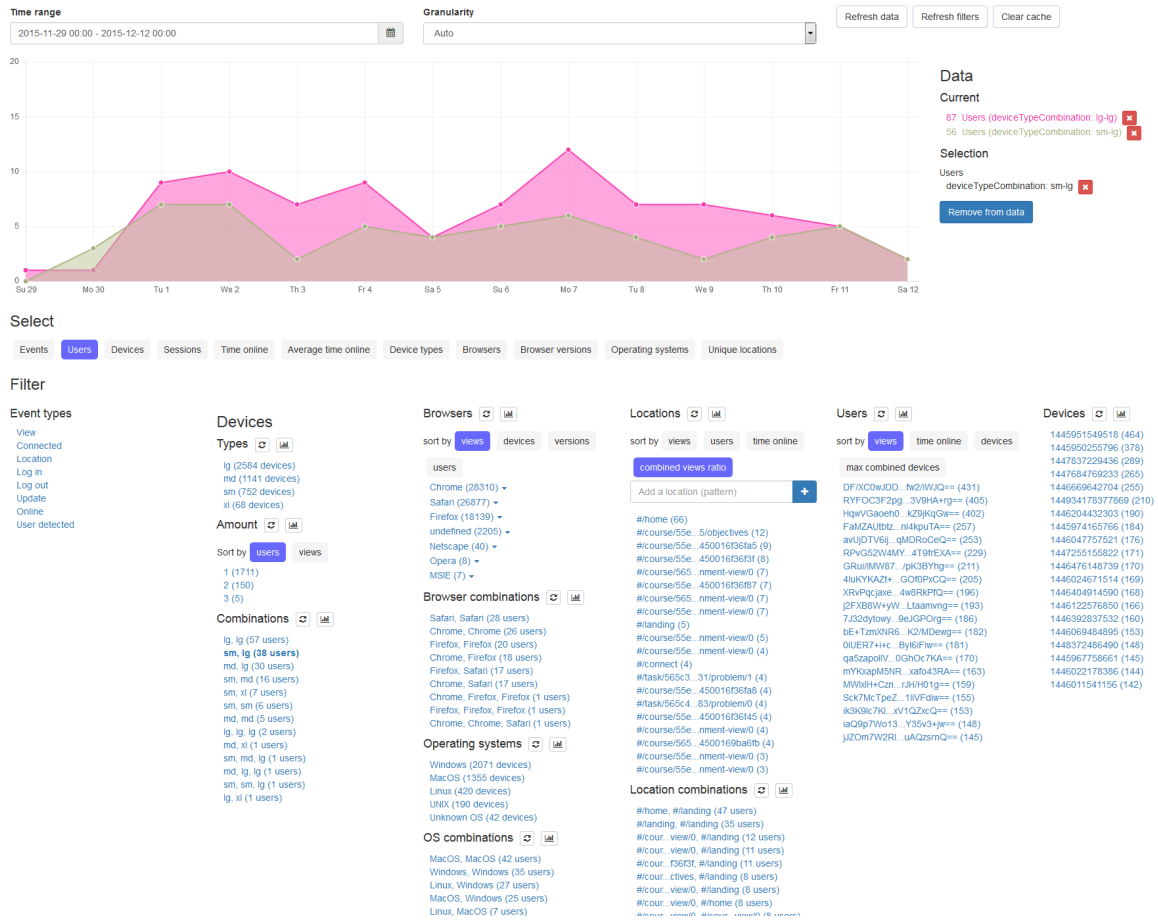 Time range
2015-11-29 00:00 - 2015-12-12 00:00
Granularity
Auto
Refresh data
Refresh filters
Clear cache
20
15
10
5
0
Su 29
Mo 30
Tu 1
We 2
Th 3
Fr 4
Sa 5
Su 6
Mo 7
Tu 8
We 9
Th 10
Fr 11
Sa 12
Data
Current
87 Users (deviceTypeCombination: lg-lg)
56 Users (deviceTypeCombination: sm-lg)
Selection
Users
deviceTypeCombination: sm-lg
Remove from data
Select
Events
Users
Devices
Sessions
Time online
Average time online
Device types
Browsers
Browser versions
Operating systems
Unique locations
Filter
Event types
View
Connected
Location
Log in
Log out
Update
Online
User detected
Devices
Types
lg (2584 devices)
md (1141 devices)
sm (752 devices)
xl (68 devices)
Amount
Sort by
users
views
1 (1711)
2 (150)
3 (5)
Combinations
lg, lg (57 users)
sm, lg (38 users)
md, lg (30 users)
sm, md (16 users)
sm, xl (7 users)
sm, sm (6 users)
md, md (5 users)
lg, lg, lg (2 users)
md, xl (1 users)
sm, md, lg (1 users)
md, lg, lg (1 users)
sm, sm, lg (1 users)
lg, xl (1 users)
Browsers
sort by
views
devices
versions
users
Chrome (28310)
Safari (26877)
Firefox (18139)
undefined (2205)
Netscape (40)
Opera (8)
MSIE (7)
Browser combinations
Safari, Safari (28 users)
Chrome, Chrome (26 users)
Firefox, Firefox (20 users)
Chrome, Firefox (18 users)
Firefox, Safari (17 users)
Chrome, Safari (17 users)
Chrome, Firefox, Firefox (1 users)
Firefox, Firefox, Firefox (1 users)
Chrome, Chrome, Safari (1 users)
Operating systems
Windows (2071 devices)
MacOS (1355 devices)
Linux (420 devices)
UNIX (190 devices)
Unknown OS (42 devices)
OS combinations
MacOS, MacOS (42 users)
Windows, Windows (35 users)
Linux, Windows (27 users)
MacOS, Windows (25 users)
Linux, MacOS (7 users)
Locations
sort by
views
users
time online
combined views ratio
Add a location (pattern)
#/home (66)
#/course/55e...5/objectives (12)
#/course/55e...450016f36fa5 (9)
#/course/55e...450016f36f3f (8)
#/course/565...nment-view/0 (7)
#/course/55e...450016f36f87 (7)
#/course/565...nment-view/0 (7)
#/course/55e...nment-view/0 (7)
#/landing (5)
#/course/55e...nment-view/0 (5)
#/course/55e...nment-view/0 (4)
#/connect (4)
#/task/565c3...31/problem/1 (4)
#/course/55e...450016f36fa8 (4)
#/task/565c4...83/problem/0 (4)
#/course/55e...450016f36f45 (4)
#/course/55e...nment-view/0 (4)
#/course/565...4500169ba6fb (4)
#/course/55e...nment-view/0 (3)
#/course/55e...nment-view/0 (3)
Location combinations
#/home, #/landing (47 users)
#/landing, #/landing (35 users)
#/cour...view/0, #/landing (12 users)
#/cour...view/0, #/landing (11 users)
#/cour...f36f3f, #/landing (11 users)
#/cour...ctives, #/landing (8 users)
#/cour...view/0, #/landing (8 users)
#/cour...view/0, #/home (8 users)
#/cour...view/0, #/cour...view/0 (8 users)
Users
sort by
views
time online
devices
max combined devices
DF/XC0wJDD...fw2/IWJQ== (431)
RYFOC3F2pg...3V9HA+rg== (405)
HqwVGaoeh0...kZ9jKqGw== (402)
FaMZAUtbtz...nI4kpuTA== (257)
avUjDTV6ij...qMDRoCeQ== (253)
RPvG52W4MY...4T9frEXA== (229)
GRui/IMW87.../pK3BYhg== (211)
4IuKYKAZt+...GOf0PxCQ== (205)
XRvPqcjaxe...4w8RkPfQ== (196)
j2FXB8W+yW...Ltaamvng== (193)
7J32dytowy...9eJGPOrg== (186)
bE+TzmXNR6...K2/MDewg== (182)
0IUER7+i+c...Byl6iFiw== (181)
qa5zapoIIV...0GhOc7KA== (170)
mYKxapM5NR...xafo43RA== (163)
MWlxIH+Czn...rJH/H01g== (159)
Sck7McTpeZ...1liVFdiw== (155)
ik3K9lc7Kl...xV1QZxcQ== (153)
iaQ9p7Wo13...Y35v3+jw== (148)
jJZOm7W2Rl...uAQzsrnQ== (145)
Devices
1445951549518 (464)
1445950255796 (378)
1447837229436 (289)
1447684769233 (265)
1446669642704 (255)
1449341783778​69 (210)
1446204432303 (190)
1445974165766 (184)
1446047757521 (176)
1447255155822 (171)
1446476148739 (170)
1446024671514 (169)
1446404914590 (168)
1446122576850 (166)
1446392837532 (160)
1446069484895 (153)
1448372486490 (148)
1445967758661 (145)
1446022178386 (144)
1446011541156 (142)